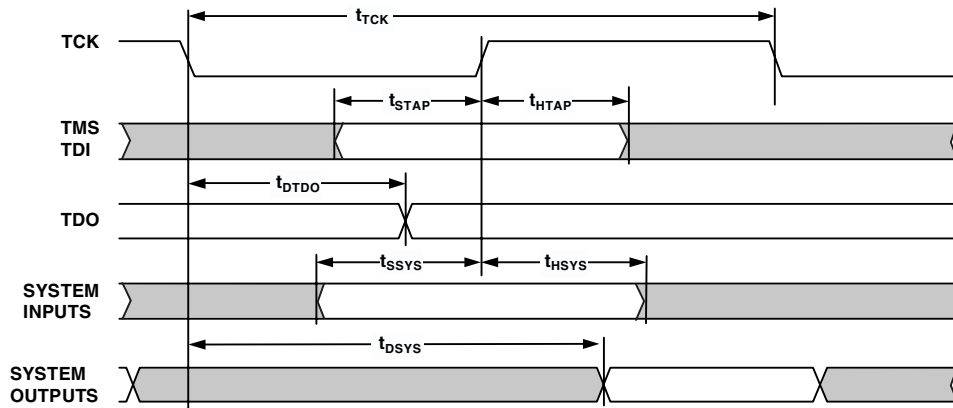 tTCK
TCK
tSTAP
tHTAP
TMS
TDI
tDTDO
TDO
tSSYS
tHSYS
SYSTEM
INPUTS
tDSYS
SYSTEM
OUTPUTS